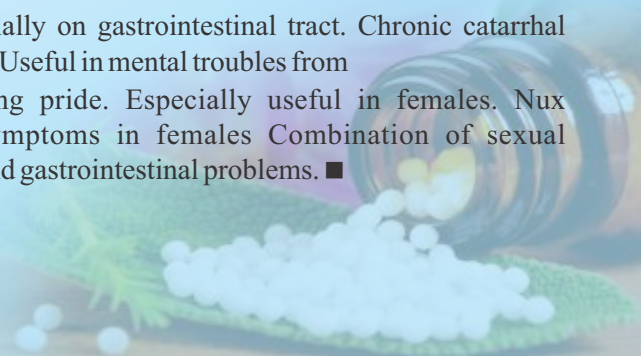 ally on gastrointestinal tract. Chronic catarrhal
Useful in mental troubles from
ng pride. Especially useful in females. Nux
mptoms in females Combination of sexual
d gastrointestinal problems. ■